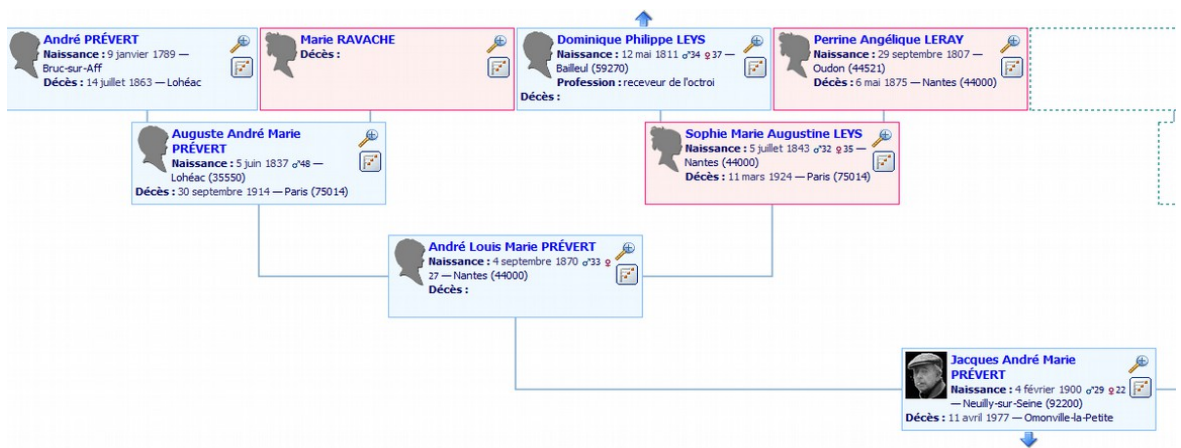 André PRÉVERT
Naissance : 9 janvier 1789 —
Bruc-sur-Aff
Décès : 14 juillet 1863 — Lohéac
Marie RAVACHE
Décès :
Dominique Philippe LEYS
Naissance : 12 mai 1811 ♂34 ♀37 —
Bailleul (59270)
Profession : receveur de l'octroi
Décès :
Perrine Angélique LERAY
Naissance : 29 septembre 1807 —
Oudon (44521)
Décès : 6 mai 1875 — Nantes (44000)
Auguste André Marie
PRÉVERT
Naissance : 5 juin 1837 ♂48 —
Lohéac (35550)
Décès : 30 septembre 1914 — Paris (75014)
Sophie Marie Augustine LEYS
Naissance : 5 juillet 1843 ♂32 ♀35 —
Nantes (44000)
Décès : 11 mars 1924 — Paris (75014)
André Louis Marie PRÉVERT
Naissance : 4 septembre 1870 ♂33 ♀
27 — Nantes (44000)
Décès :
Jacques André Marie
PRÉVERT
Naissance : 4 février 1900 ♂29 ♀22
— Neuilly-sur-Seine (92200)
Décès : 11 avril 1977 — Omonville-la-Petite